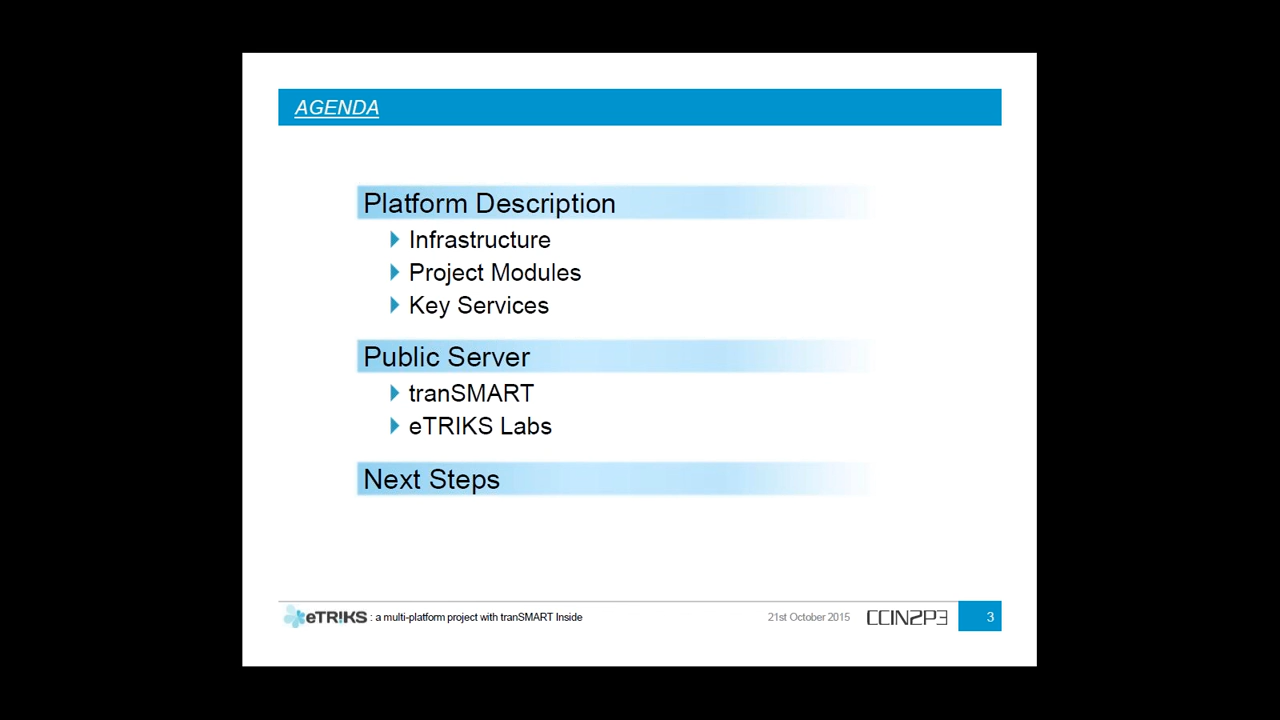 AGENDA
Platform Description
Infrastructure
Project Modules
Key Services
Public Server
tranSMART
eTRIKS Labs
Next Steps
eTRIKS : a multi-platform project with tranSMART Inside 21st October 2015 CCIN2P3 3